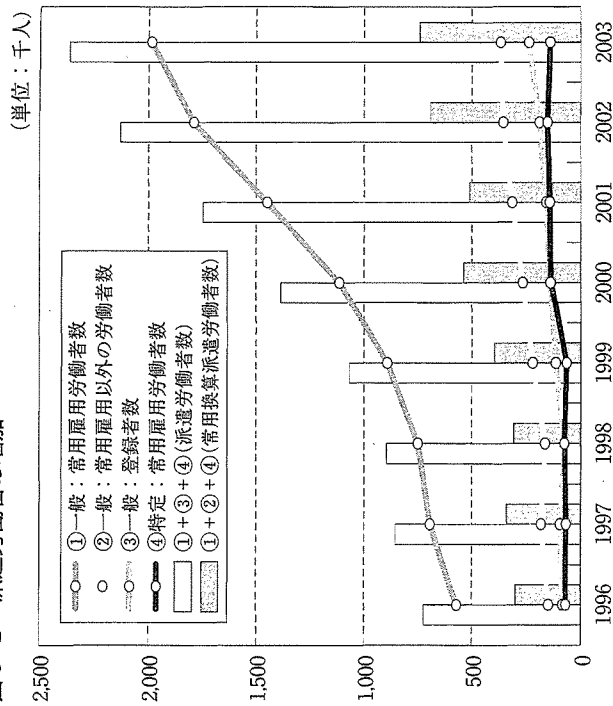 (単位：千人)
2,500
2,000
1,500
1,000
500
0
①一般：常用雇用労働者数
②一般：常用雇用以外の労働者数
③一般：登録者数
④特定：常用雇用労働者数
①+③+④(派遣労働者数)
①+②+④(常用換算派遣労働者数)
1996 1997 1998 1999 2000 2001 2002 2003